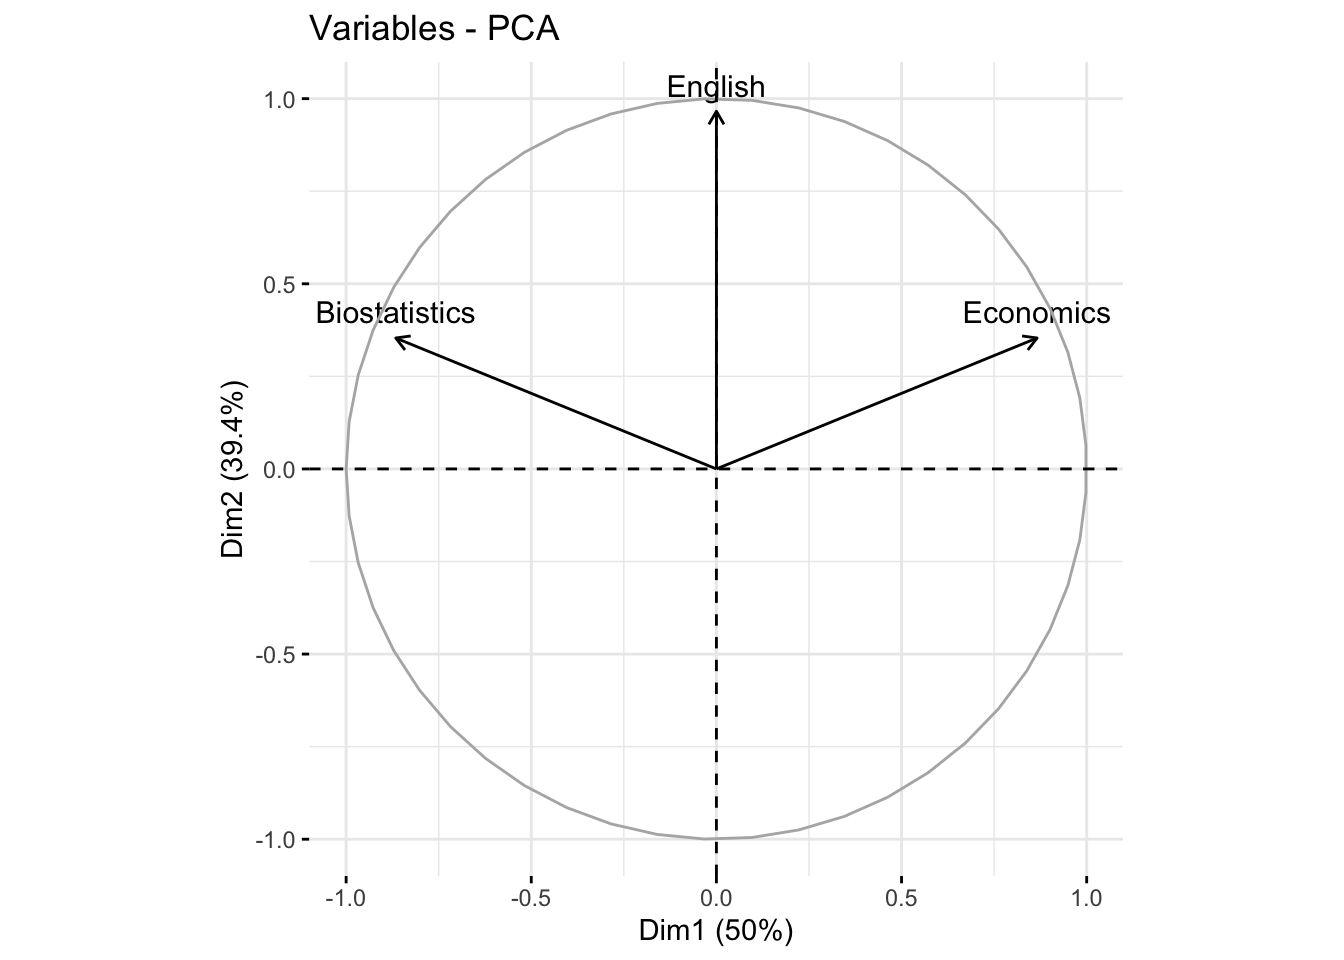 Variables - PCA
English
1.0
0.5
Biostatistics
Economics
0.0
-0.5
-1.0
Dim2 (39.4%)
-1.0
-0.5
0.0
0.5
1.0
Dim1 (50%)